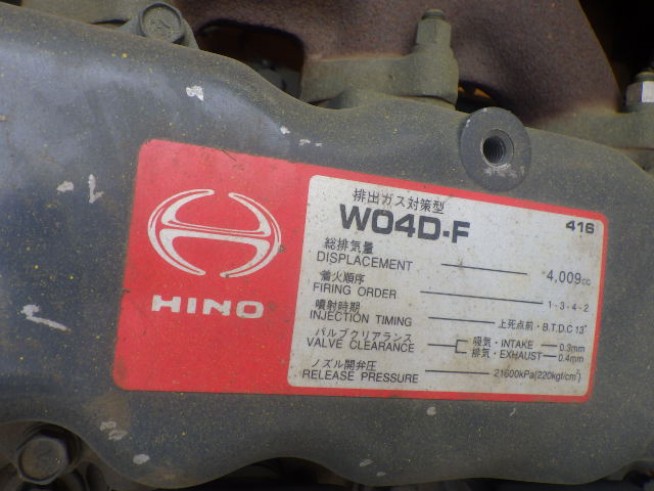 HINO
排出ガス対策型
W04D-F
416
総排気量
DISPLACEMENT 4,009cc
着火順序
FIRING ORDER 1-3-4-2
噴射時期
INJECTION TIMING 上死点前・B.T.D.C 13°
バルブクリアランス
VALVE CLEARANCE
吸気・INTAKE 0.3mm
排気・EXHAUST 0.4mm
ノズル開弁圧
RELEASE PRESSURE 21600kPa(220kgf/cm²)